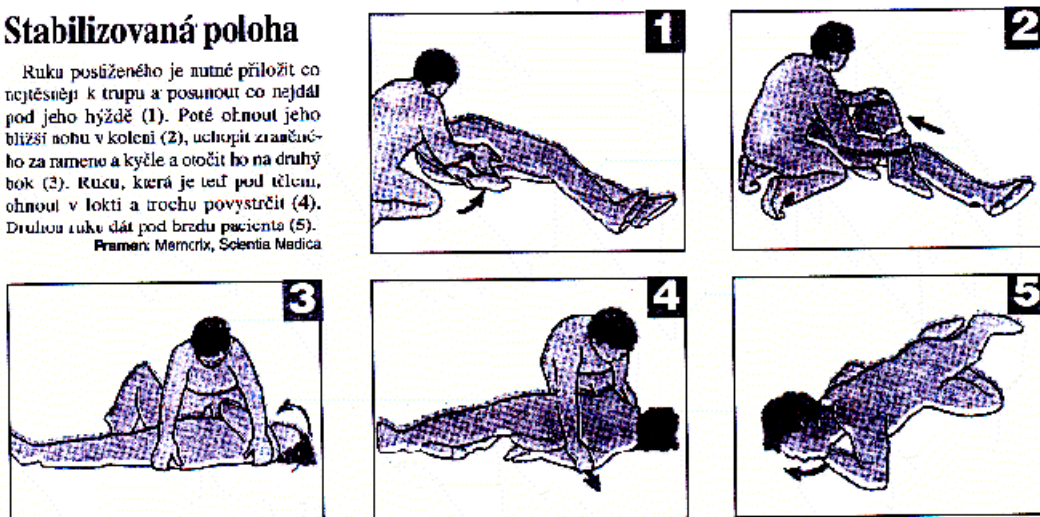 Stabilizovaná poloha
Ruku postiženého je nutné přiložit co
nejtěsněji k trupu a posunout co nejdál
pod jeho hýždě (1). Poté ohnout jeho
bližší nohu v koleni (2), uchopit zraněné-
ho za rameno a kyčle a otočit ho na druhý
bok (3). Ruku, která je teď pod tělem,
ohnout v lokti a trochu povystrčit (4).
Druhou ruku dát pod bradu pacienta (5).
Pramen: Memorix, Scientia Medica
1
2
3
4
5